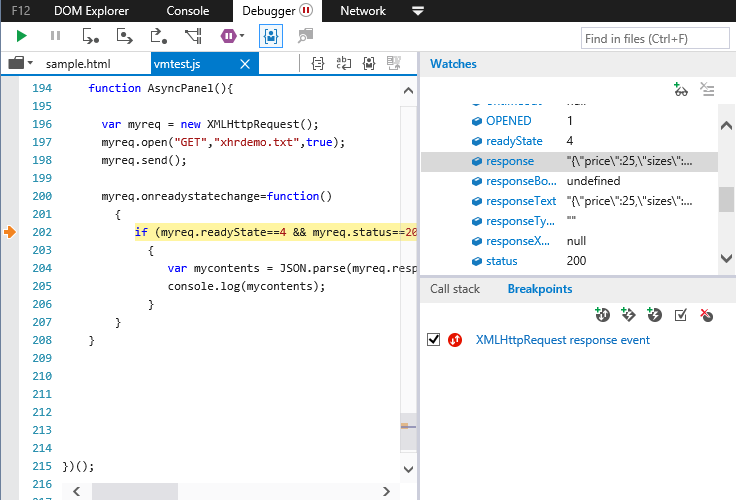 F12 DOM Explorer Console Debugger Network
Find in files (Ctrl+F)
sample.html vmtest.js
194 function AsyncPanel(){
195
196 var myreq = new XMLHttpRequest();
197 myreq.open("GET","xhrdemo.txt",true);
198 myreq.send();
199
200 myreq.onreadystatechange=function()
201 {
202 if (myreq.readyState==4 && myreq.status==20
203 {
204 var mycontents = JSON.parse(myreq.resp
205 console.log(mycontents);
206 }
207 }
208 }
209
210
211
212
213
214
215 })();
216
Watches
OPENED 1
readyState 4
response "{\"price\":25,\"sizes\":...
responseBo... undefined
responseText "{\"price\":25,\"sizes\":...
responseTy... ""
responseX... null
status 200
Call stack Breakpoints
XMLHttpRequest response event